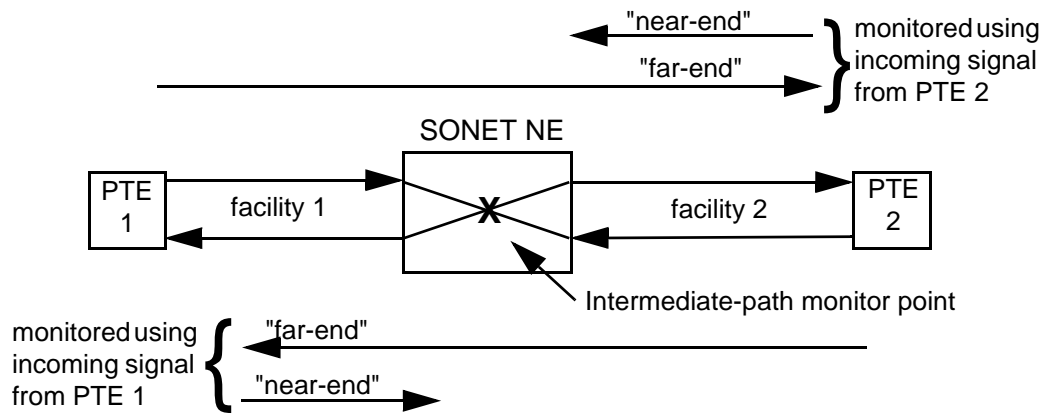 "near-end"
"far-end"
monitored using
incoming signal
from PTE 2
SONET NE
PTE
1
facility 1
X
facility 2
PTE
2
Intermediate-path monitor point
monitored using
incoming signal
from PTE 1
"far-end"
"near-end"